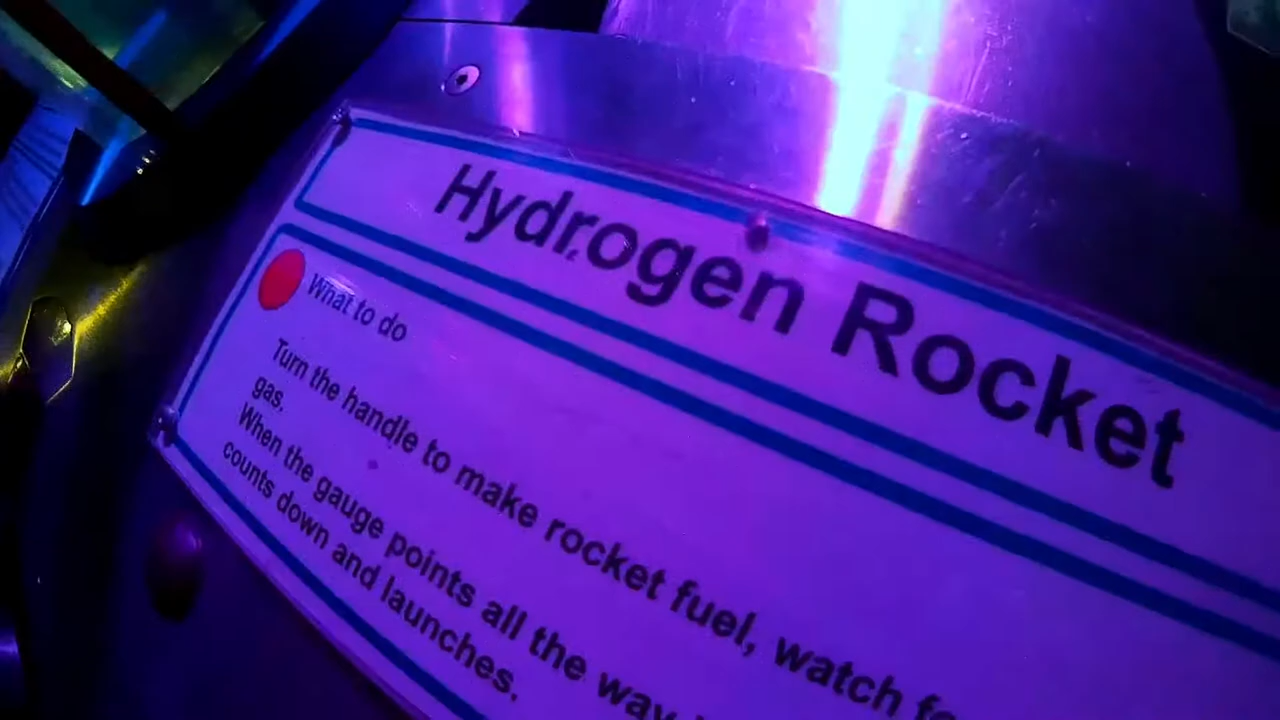 Hydrogen Rocket
What to do
Turn the handle to make rocket fuel, watch
gas.
When the gauge points all the way
counts down and launches.